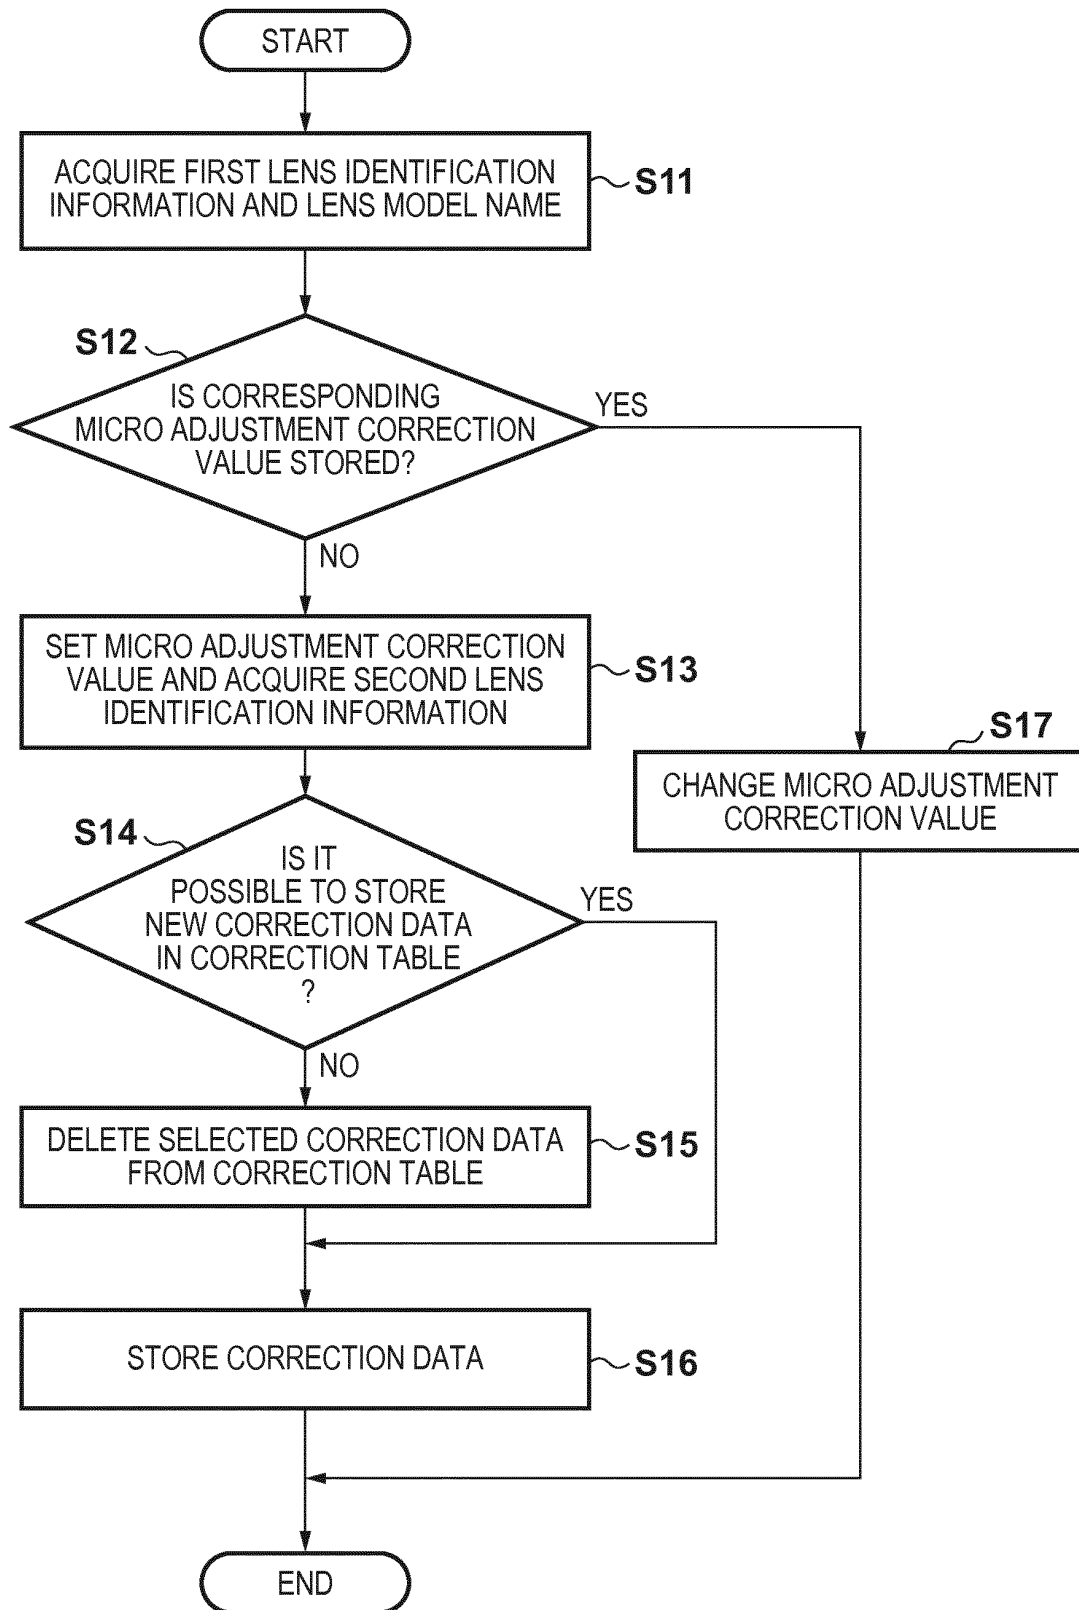 START
ACQUIRE FIRST LENS IDENTIFICATION
INFORMATION AND LENS MODEL NAME
S11
S12
IS CORRESPONDING
MICRO ADJUSTMENT CORRECTION
VALUE STORED?
YES
NO
SET MICRO ADJUSTMENT CORRECTION
VALUE AND ACQUIRE SECOND LENS
IDENTIFICATION INFORMATION
S13
S17
CHANGE MICRO ADJUSTMENT
CORRECTION VALUE
S14
IS IT
POSSIBLE TO STORE
NEW CORRECTION DATA
IN CORRECTION TABLE
?
YES
NO
DELETE SELECTED CORRECTION DATA
FROM CORRECTION TABLE
S15
STORE CORRECTION DATA
S16
END